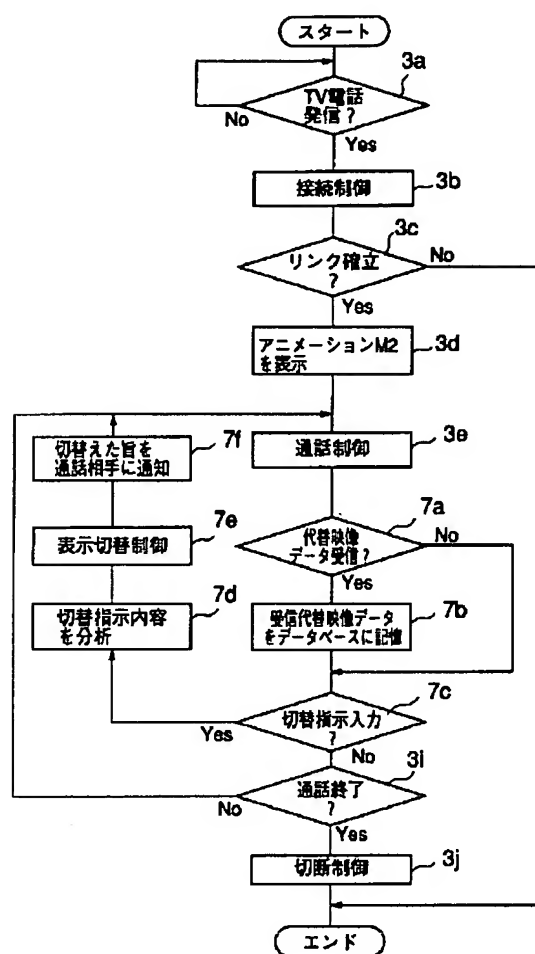 スタート
3a
TV電話
発信?
No
Yes
接続制御
3b
3c
リンク確立
?
No
Yes
アニメーションM2
を表示
3d
切替えた旨を
通話相手に通知
7f
通話制御
3e
7e
表示切替制御
7a
代替映像
データ受信?
No
Yes
7d
切替指示内容
を分析
受信代替映像データ
をデータベースに記憶
7b
7c
切替指示入力
?
Yes
No
3i
通話終了
?
No
Yes
切断制御
3j
エンド